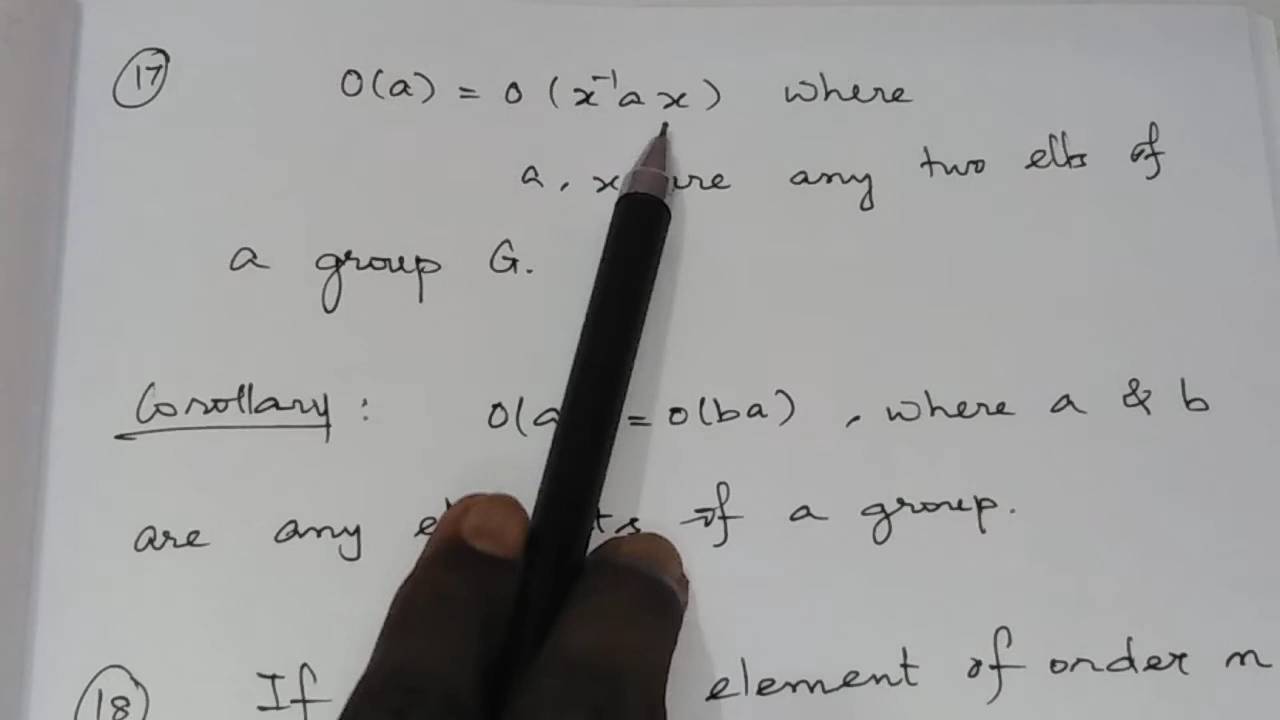 17 O(a) = O(x⁻¹ax) where
a, x are any two elts of
a group G.
Corollary: O(a = O(ba), where a & b
are any of a group.
18 If element of order n